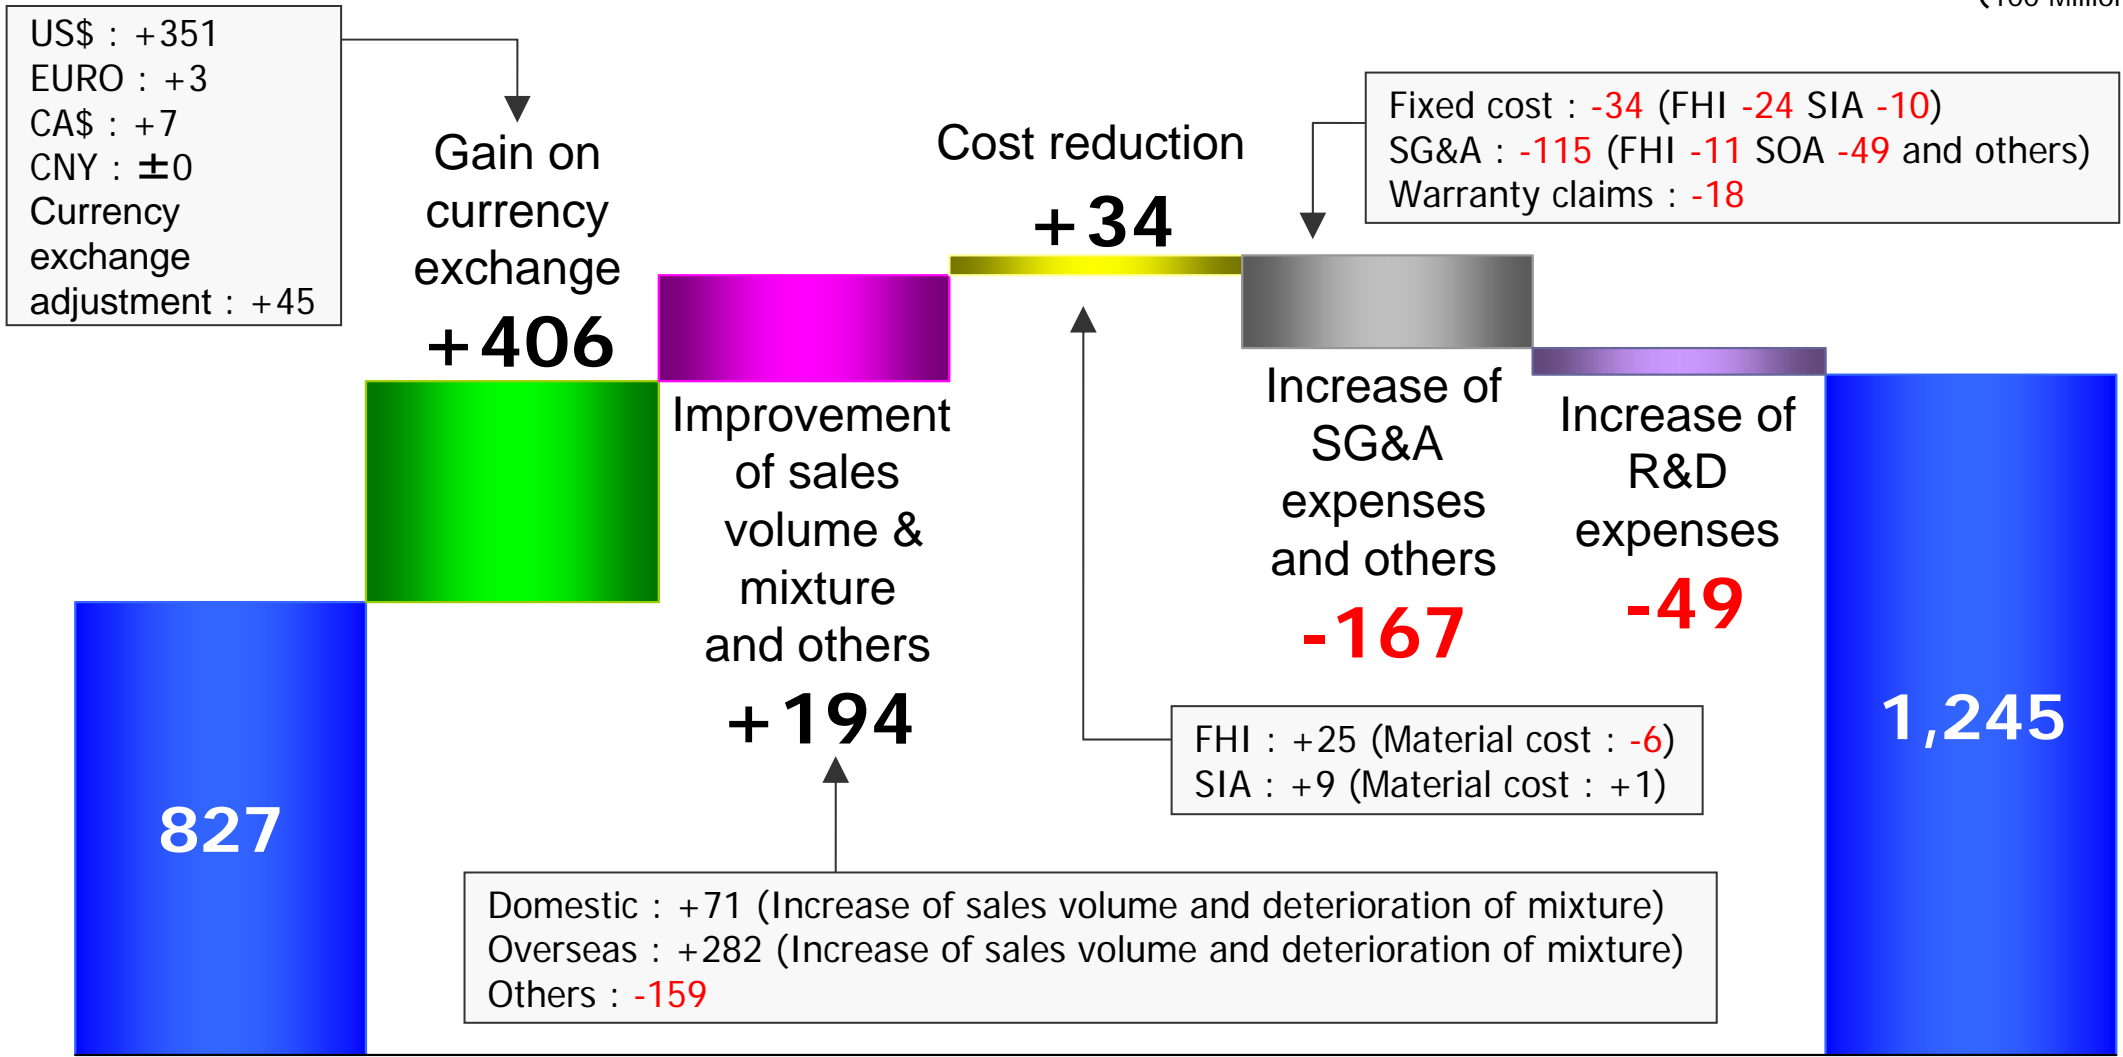 US$ : +351
EURO : +3
CA$ : +7
CNY : ±0
Currency
exchange
adjustment : +45
Gain on
currency
exchange
+406
Cost reduction
+34
Fixed cost : -34 (FHI -24 SIA -10)
SG&A : -115 (FHI -11 SOA -49 and others)
Warranty claims : -18
Improvement
of sales
volume &
mixture
and others
+194
Increase of
SG&A
expenses
and others
-167
Increase of
R&D
expenses
-49
827
1,245
FHI : +25 (Material cost : -6)
SIA : +9 (Material cost : +1)
Domestic : +71 (Increase of sales volume and deterioration of mixture)
Overseas : +282 (Increase of sales volume and deterioration of mixture)
Others : -159